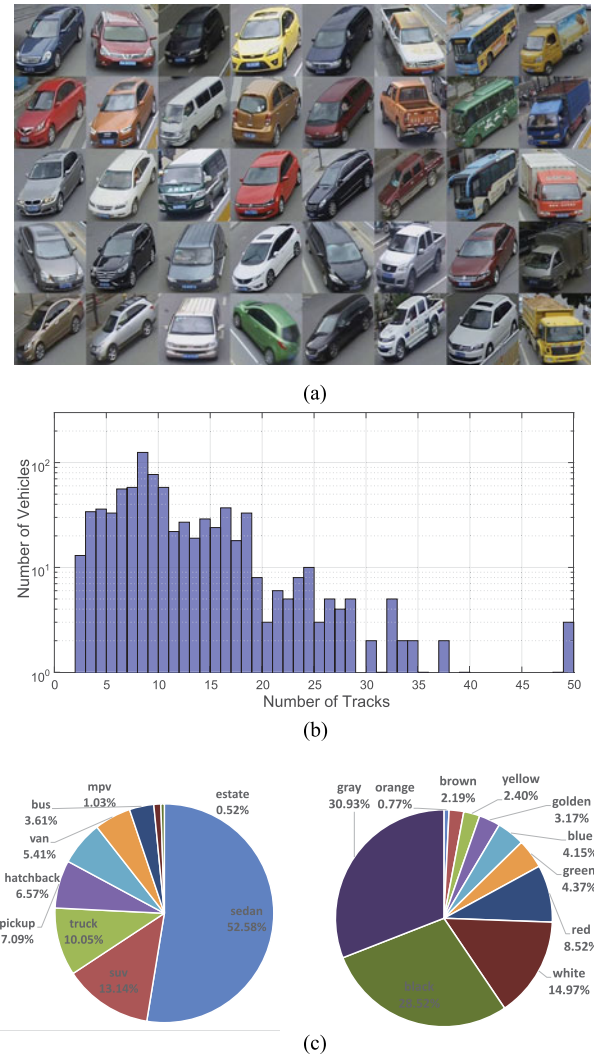 (a)
Number of Vehicles
10^2
10^1
10^0
0 5 10 15 20 25 30 35 40 45 50
Number of Tracks
(b)
estate
0.52%
mpv
1.03%
bus
3.61%
van
5.41%
hatchback
6.57%
pickup
7.09%
truck
10.05%
suv
13.14%
sedan
52.58%
gray
30.93%
orange
0.77%
brown
2.19%
yellow
2.40%
golden
3.17%
blue
4.15%
green
4.37%
red
8.52%
white
14.97%
black
28.52%
(c)